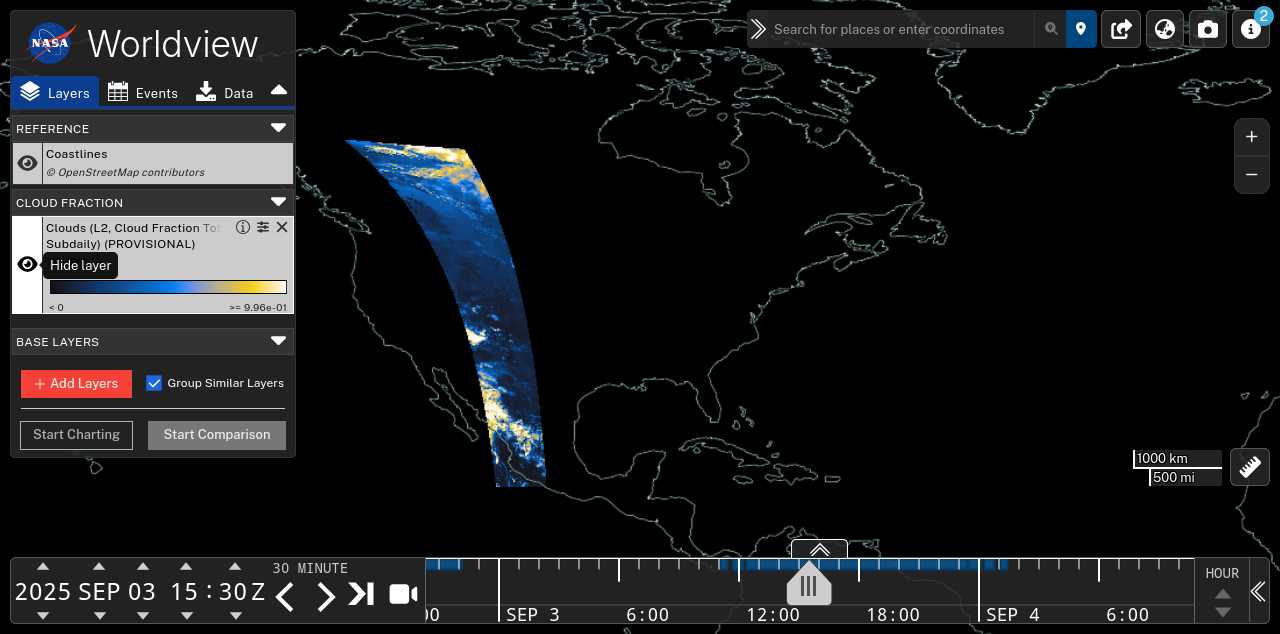 NASA
Worldview
Layers
Events
Data
REFERENCE
Coastlines
© OpenStreetMap contributors
CLOUD FRACTION
Clouds (L2, Cloud Fraction Tot
Subdaily) (PROVISIONAL)
Hide layer
< 0
>= 9.96e-01
BASE LAYERS
+ Add Layers
Group Similar Layers
Start Charting
Start Comparison
Search for places or enter coordinates
2
+
−
1000 km
500 mi
2025 SEP 03 15 : 30 Z
30 MINUTE
00
SEP 3
6:00
12:00
18:00
SEP 4
6:00
HOUR